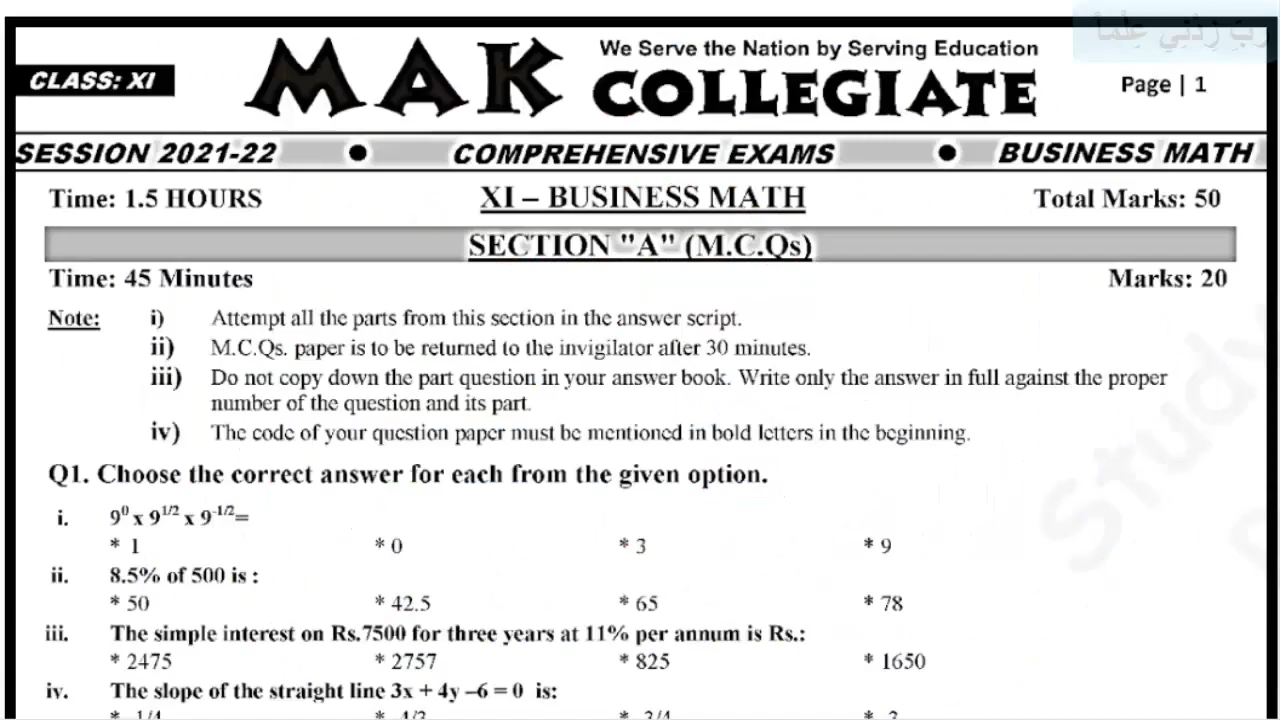 رَبِّ زِدْنِي عِلْمًا
We Serve the Nation by Serving Education
CLASS: XI
MAK COLLEGIATE
Page | 1
SESSION 2021-22 ● COMPREHENSIVE EXAMS ● BUSINESS MATH
Time: 1.5 HOURS XI – BUSINESS MATH Total Marks: 50
SECTION "A" (M.C.Qs)
Time: 45 Minutes Marks: 20
Note: i) Attempt all the parts from this section in the answer script.
ii) M.C.Qs. paper is to be returned to the invigilator after 30 minutes.
iii) Do not copy down the part question in your answer book. Write only the answer in full against the proper
number of the question and its part.
iv) The code of your question paper must be mentioned in bold letters in the beginning.
Q1. Choose the correct answer for each from the given option.
i. 9⁰ x 9^1/2 x 9^-1/2=
* 1 * 0 * 3 * 9
ii. 8.5% of 500 is :
* 50 * 42.5 * 65 * 78
iii. The simple interest on Rs.7500 for three years at 11% per annum is Rs.:
* 2475 * 2757 * 825 * 1650
iv. The slope of the straight line 3x + 4y –6 = 0 is:
Study